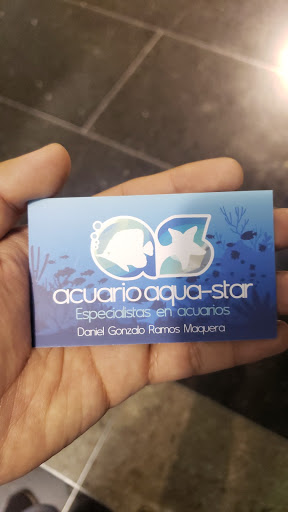 acuario aqua-star
Especialistas en acuarios
Daniel Gonzalo Ramos Maquera